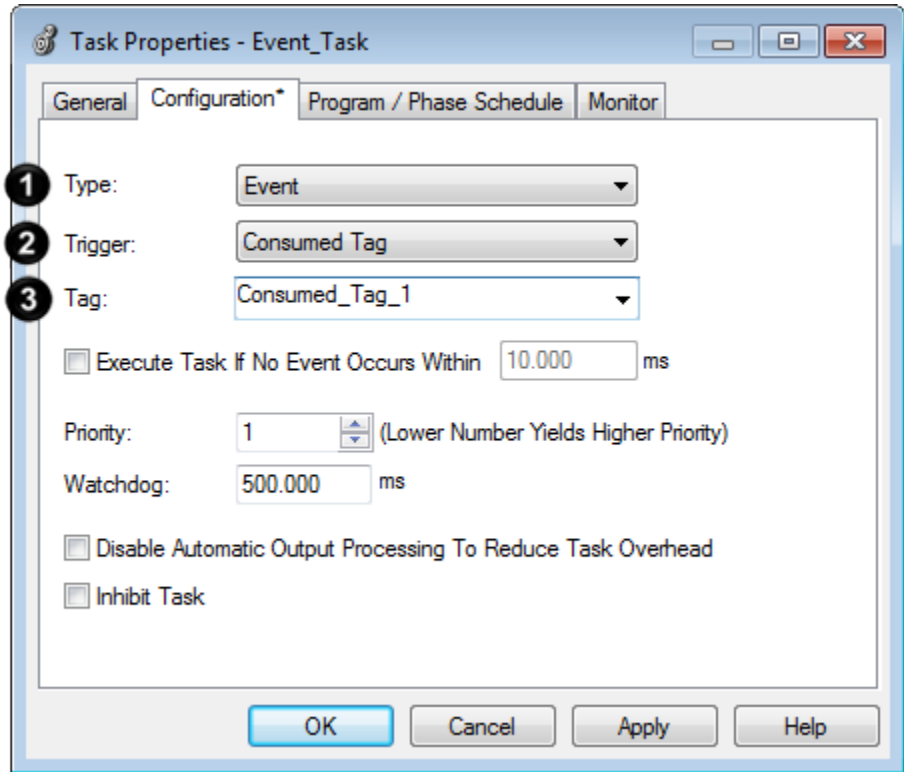 Task Properties - Event_Task
General Configuration* Program / Phase Schedule Monitor
1 Type: Event
2 Trigger: Consumed Tag
3 Tag: Consumed_Tag_1
Execute Task If No Event Occurs Within 10.000 ms
Priority: 1 (Lower Number Yields Higher Priority)
Watchdog: 500.000 ms
Disable Automatic Output Processing To Reduce Task Overhead
Inhibit Task
OK Cancel Apply Help